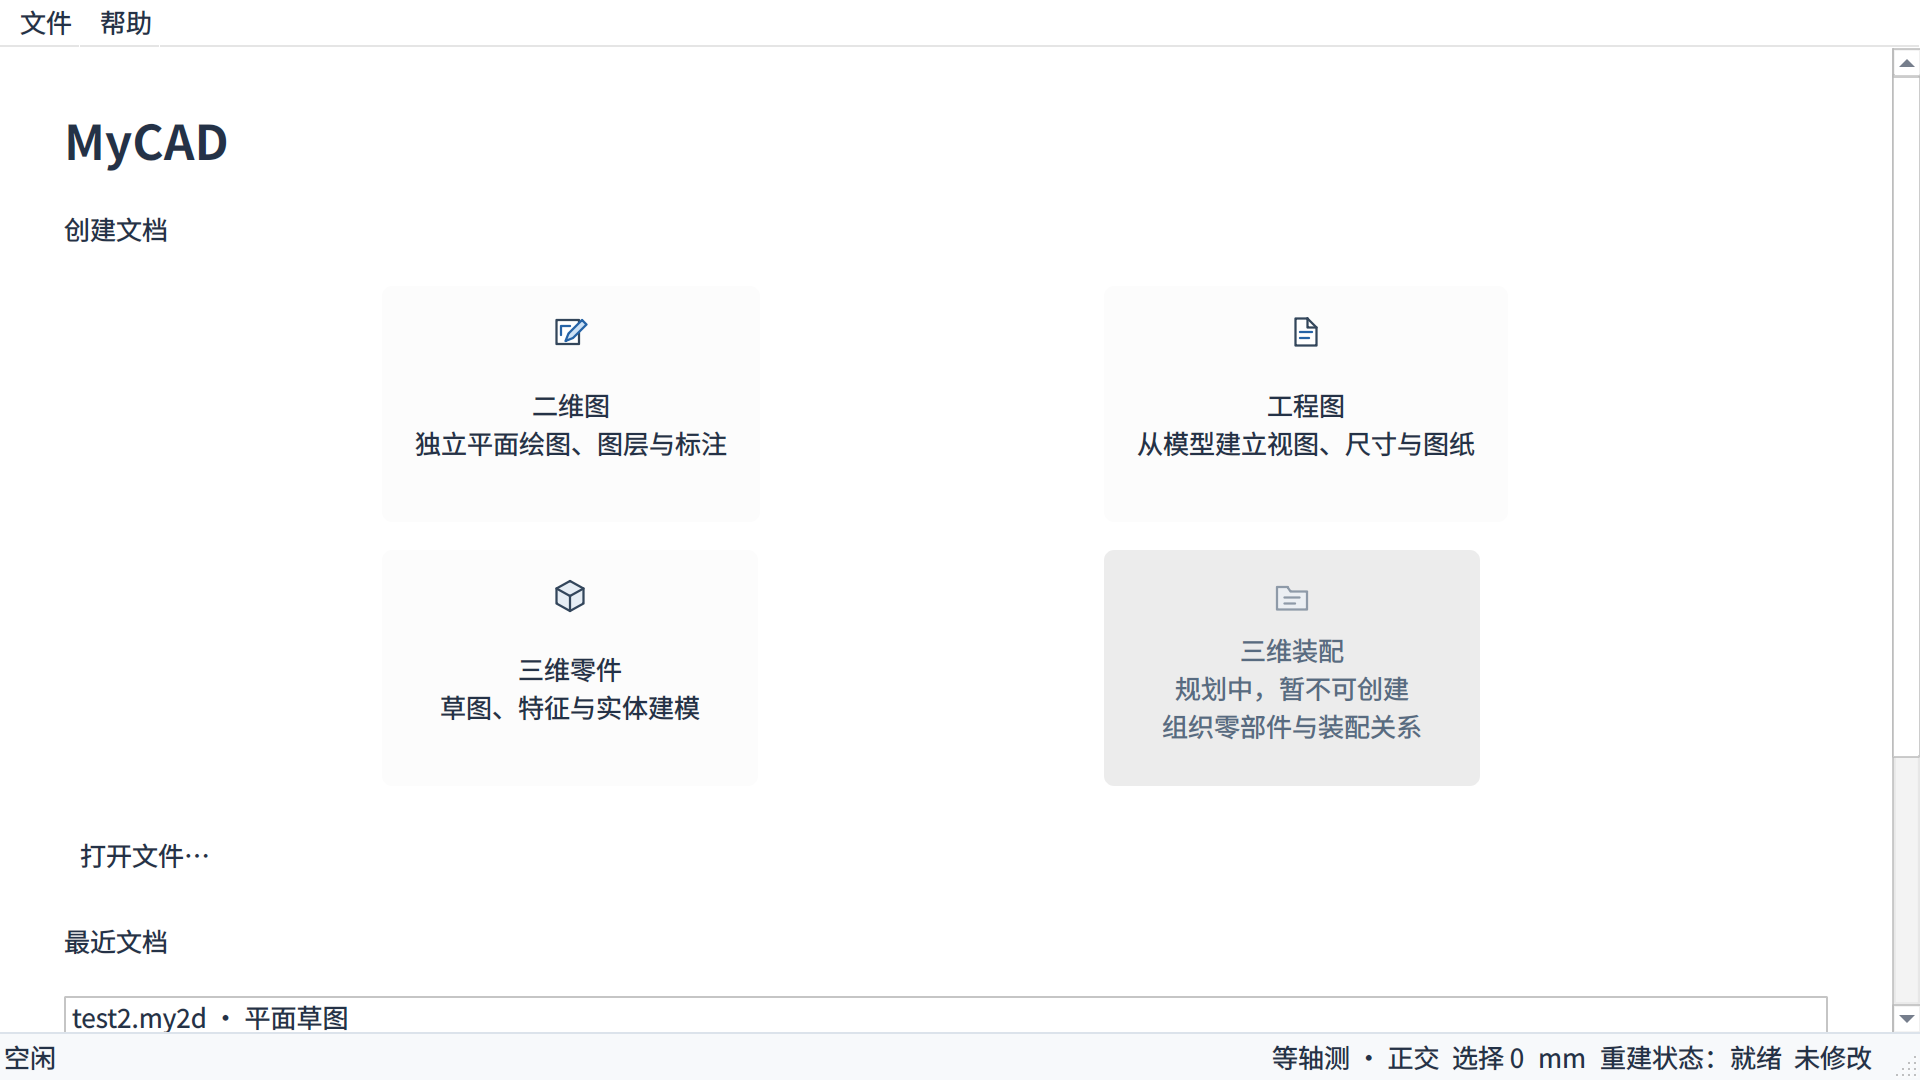 文件 帮助
MyCAD
创建文档
二维图
独立平面绘图、图层与标注
工程图
从模型建立视图、尺寸与图纸
三维零件
草图、特征与实体建模
三维装配
规划中，暂不可创建
组织零部件与装配关系
打开文件…
最近文档
test2.my2d • 平面草图
空闲
等轴测 • 正交 选择 0 mm 重建状态：就绪 未修改